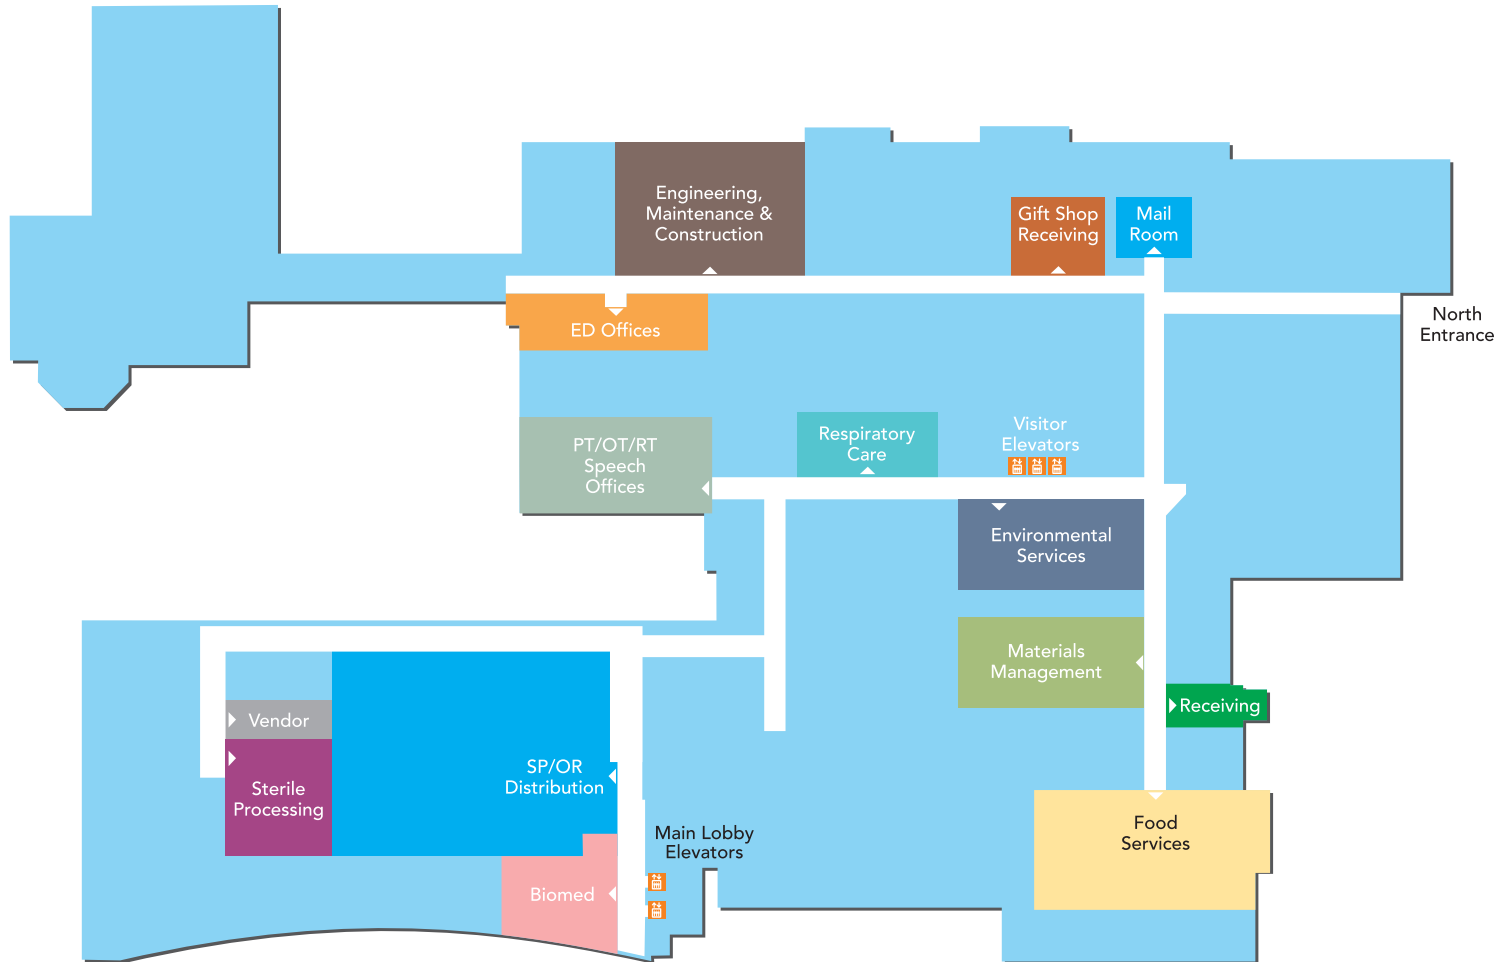 Engineering,
Maintenance &
Construction
Gift Shop
Receiving
Mail
Room
North
Entrance
ED Offices
PT/OT/RT
Speech
Offices
Respiratory
Care
Visitor
Elevators
Environmental
Services
Materials
Management
Receiving
Vendor
Sterile
Processing
SP/OR
Distribution
Main Lobby
Elevators
Food
Services
Biomed